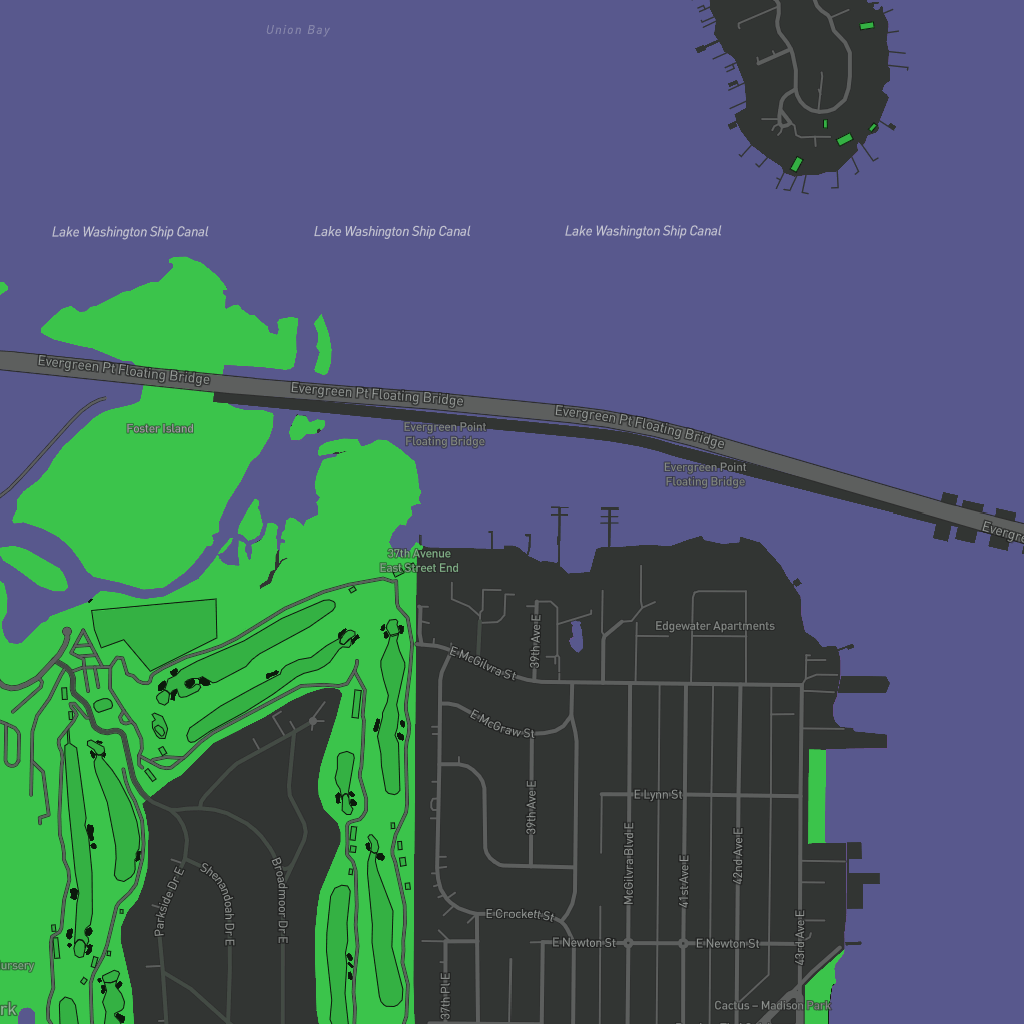 Union Bay
Lake Washington Ship Canal
Lake Washington Ship Canal
Lake Washington Ship Canal
Evergreen Pt Floating Bridge
Evergreen Pt Floating Bridge
Evergreen Pt Floating Bridge
Foster Island
Evergreen Point
Floating Bridge
Evergreen Point
Floating Bridge
Evergre
37th Avenue
East Street End
Edgewater Apartments
39th Ave E
E McGilvra St
E McGraw St
E Lynn St
39th Ave E
McGilvra Blvd E
41st Ave E
42nd Ave E
Parkside Dr E
Shenandoah Dr E
Broadmoor Dr E
E Crockett St
E Newton St
E Newton St
43rd Ave E
ursery
rk
37th Pl E
Cactus – Madison Park